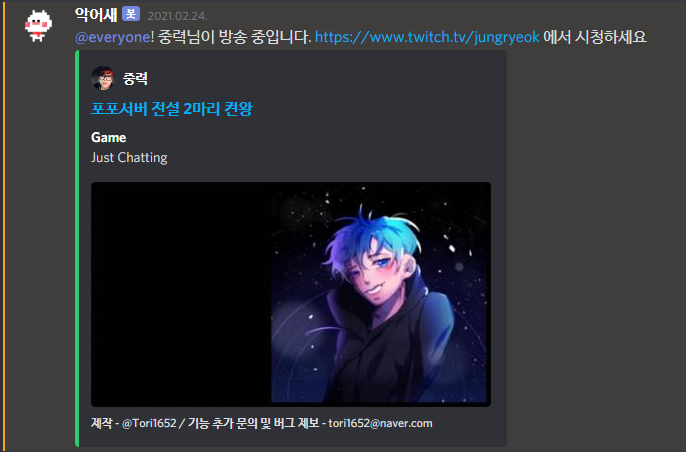 악어새 봇 2021.02.24.
@everyone! 중력님이 방송 중입니다. https://www.twitch.tv/jungryeok 에서 시청하세요
중력
포포서버 전설 2마리 컨왕
Game
Just Chatting
제작 - @Tori1652 / 기능 추가 문의 및 버그 제보 - tori1652@naver.com